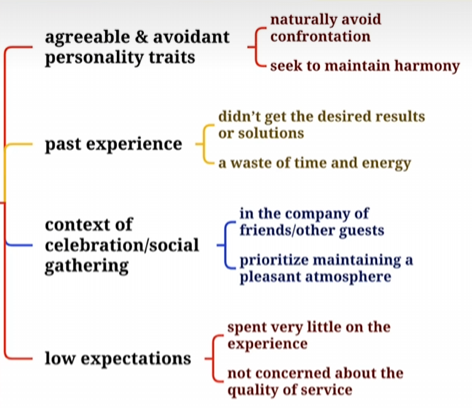 agreeable & avoidant
personality traits
naturally avoid
confrontation
seek to maintain harmony
past experience
didn't get the desired results
or solutions
a waste of time and energy
context of
celebration/social
gathering
in the company of
friends/other guests
prioritize maintaining a
pleasant atmosphere
low expectations
spent very little on the
experience
not concerned about the
quality of service